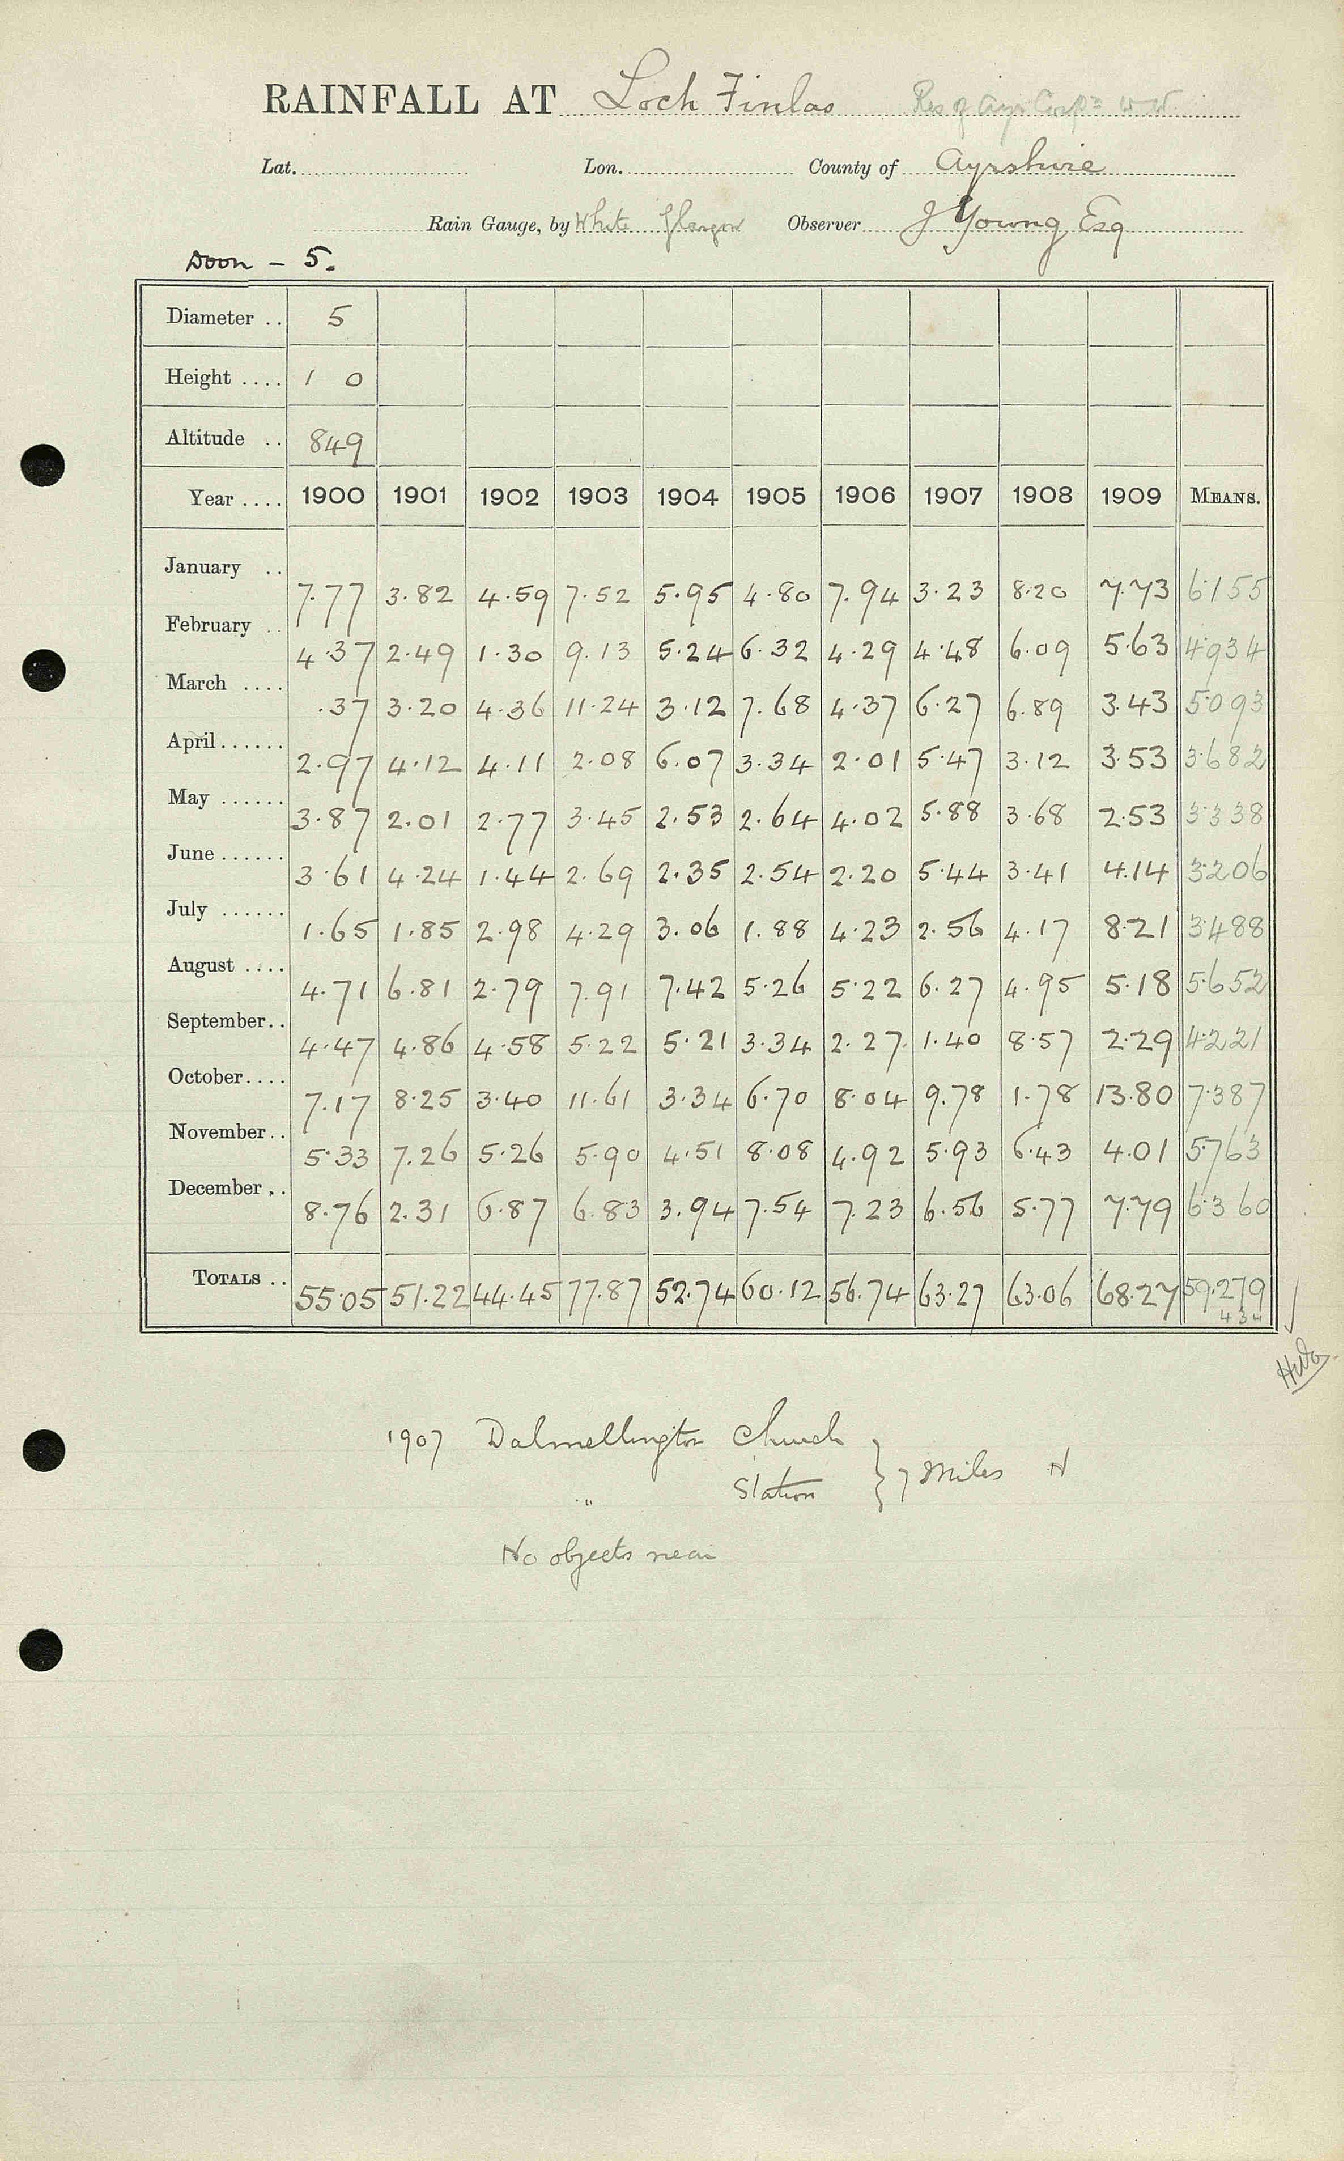 RAINFALL AT Loch Finlas Res of Ayr Corpn W.W.
Lat. Lon. County of Ayrshire
Rain Gauge, by White Glasgow Observer J Young Esq
Doon - 5.
Diameter .. 5
Height .... 1 0
Altitude .. 849
Year .... 1900 1901 1902 1903 1904 1905 1906 1907 1908 1909 MEANS.
January .. 7.77 3.82 4.59 7.52 5.95 4.80 7.94 3.23 8.20 7.73 6.155
February .. 4.37 2.49 1.30 9.13 5.24 6.32 4.29 4.48 6.09 5.63 4.934
March .... .37 3.20 4.36 11.24 3.12 7.68 4.37 6.27 6.89 3.43 5.093
April ...... 2.97 4.12 4.11 2.08 6.07 3.34 2.01 5.47 3.12 3.53 3.682
May ...... 3.87 2.01 2.77 3.45 2.53 2.64 4.02 5.88 3.68 2.53 3.338
June ...... 3.61 4.24 1.44 2.69 2.35 2.54 2.20 5.44 3.41 4.14 3.206
July ...... 1.65 1.85 2.98 4.29 3.06 1.88 4.23 2.56 4.17 8.21 3.488
August .... 4.71 6.81 2.79 7.91 7.42 5.26 5.22 6.27 4.95 5.18 5.652
September.. 4.47 4.86 4.58 5.22 5.21 3.34 2.27 1.40 8.57 2.29 4.221
October.... 7.17 8.25 3.40 11.61 3.34 6.70 8.04 9.78 1.78 13.80 7.387
November.. 5.33 7.26 5.26 5.90 4.51 8.08 4.92 5.93 6.43 4.01 5.763
December .. 8.76 2.31 6.87 6.83 3.94 7.54 7.23 6.56 5.77 7.79 6.360
TOTALS .. 55.05 51.22 44.45 77.87 52.74 60.12 56.74 63.27 63.06 68.27 59.279
1907 Dalmellington Church
" Station } 7 Miles N
No objects near